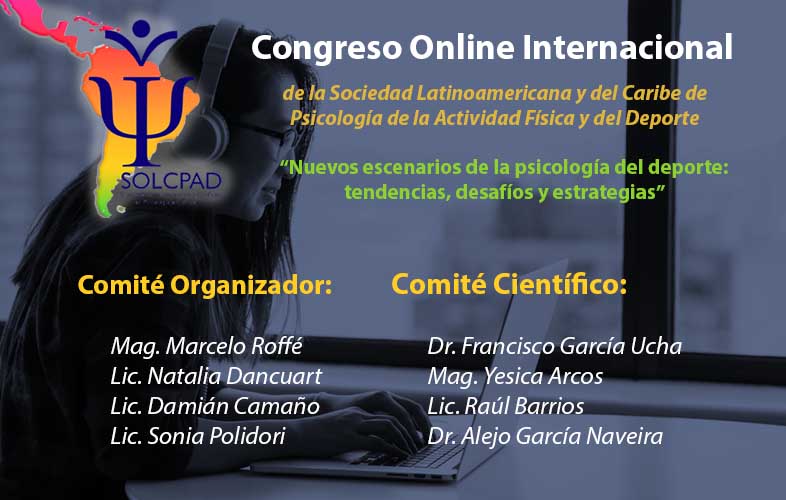 Congreso Online Internacional
de la Sociedad Latinoamericana y del Caribe de
Psicología de la Actividad Física y del Deporte
"Nuevos escenarios de la psicología del deporte:
tendencias, desafíos y estrategias"
SOLCPAD
Comité Organizador:
Mag. Marcelo Roffé
Lic. Natalia Dancuart
Lic. Damián Camaño
Lic. Sonia Polidori
Comité Científico:
Dr. Francisco García Ucha
Mag. Yesica Arcos
Lic. Raúl Barrios
Dr. Alejo García Naveira